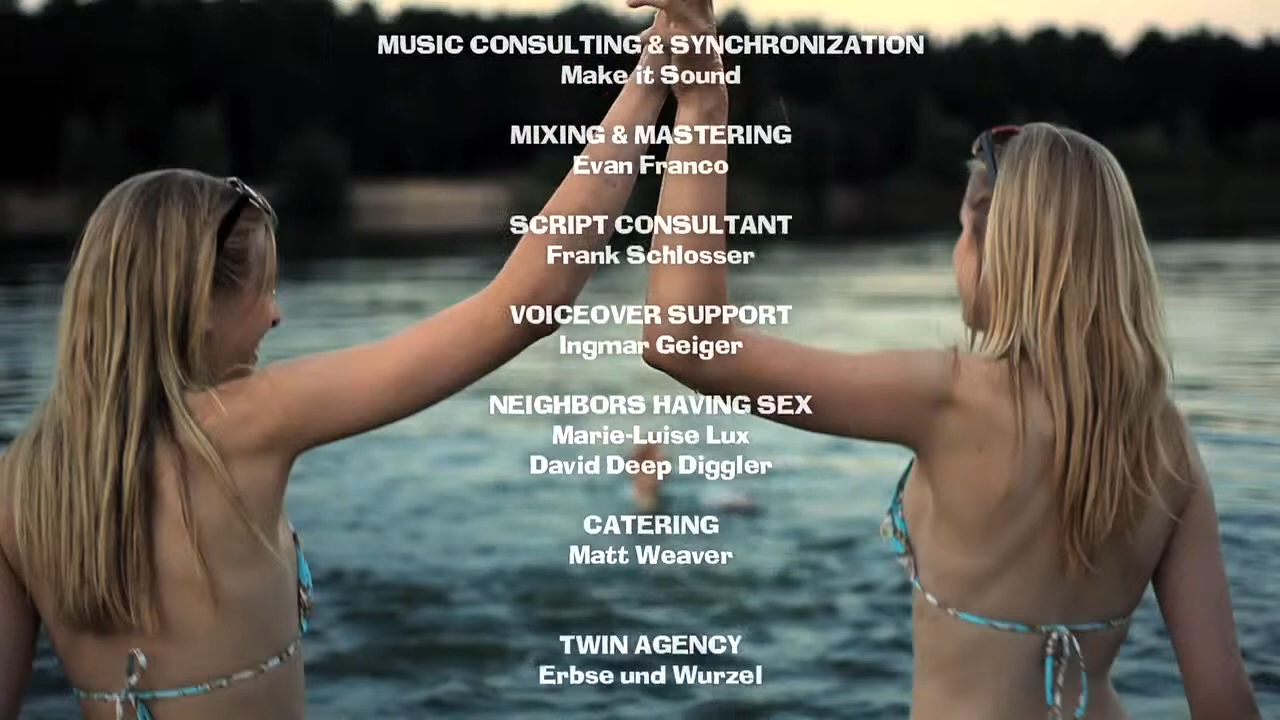 MUSIC CONSULTING & SYNCHRONIZATION
Make it Sound
MIXING & MASTERING
Evan Franco
SCRIPT CONSULTANT
Frank Schlosser
VOICEOVER SUPPORT
Ingmar Geiger
NEIGHBORS HAVING SEX
Marie-Luise Lux
David Deep Diggler
CATERING
Matt Weaver
TWIN AGENCY
Erbse und Wurzel